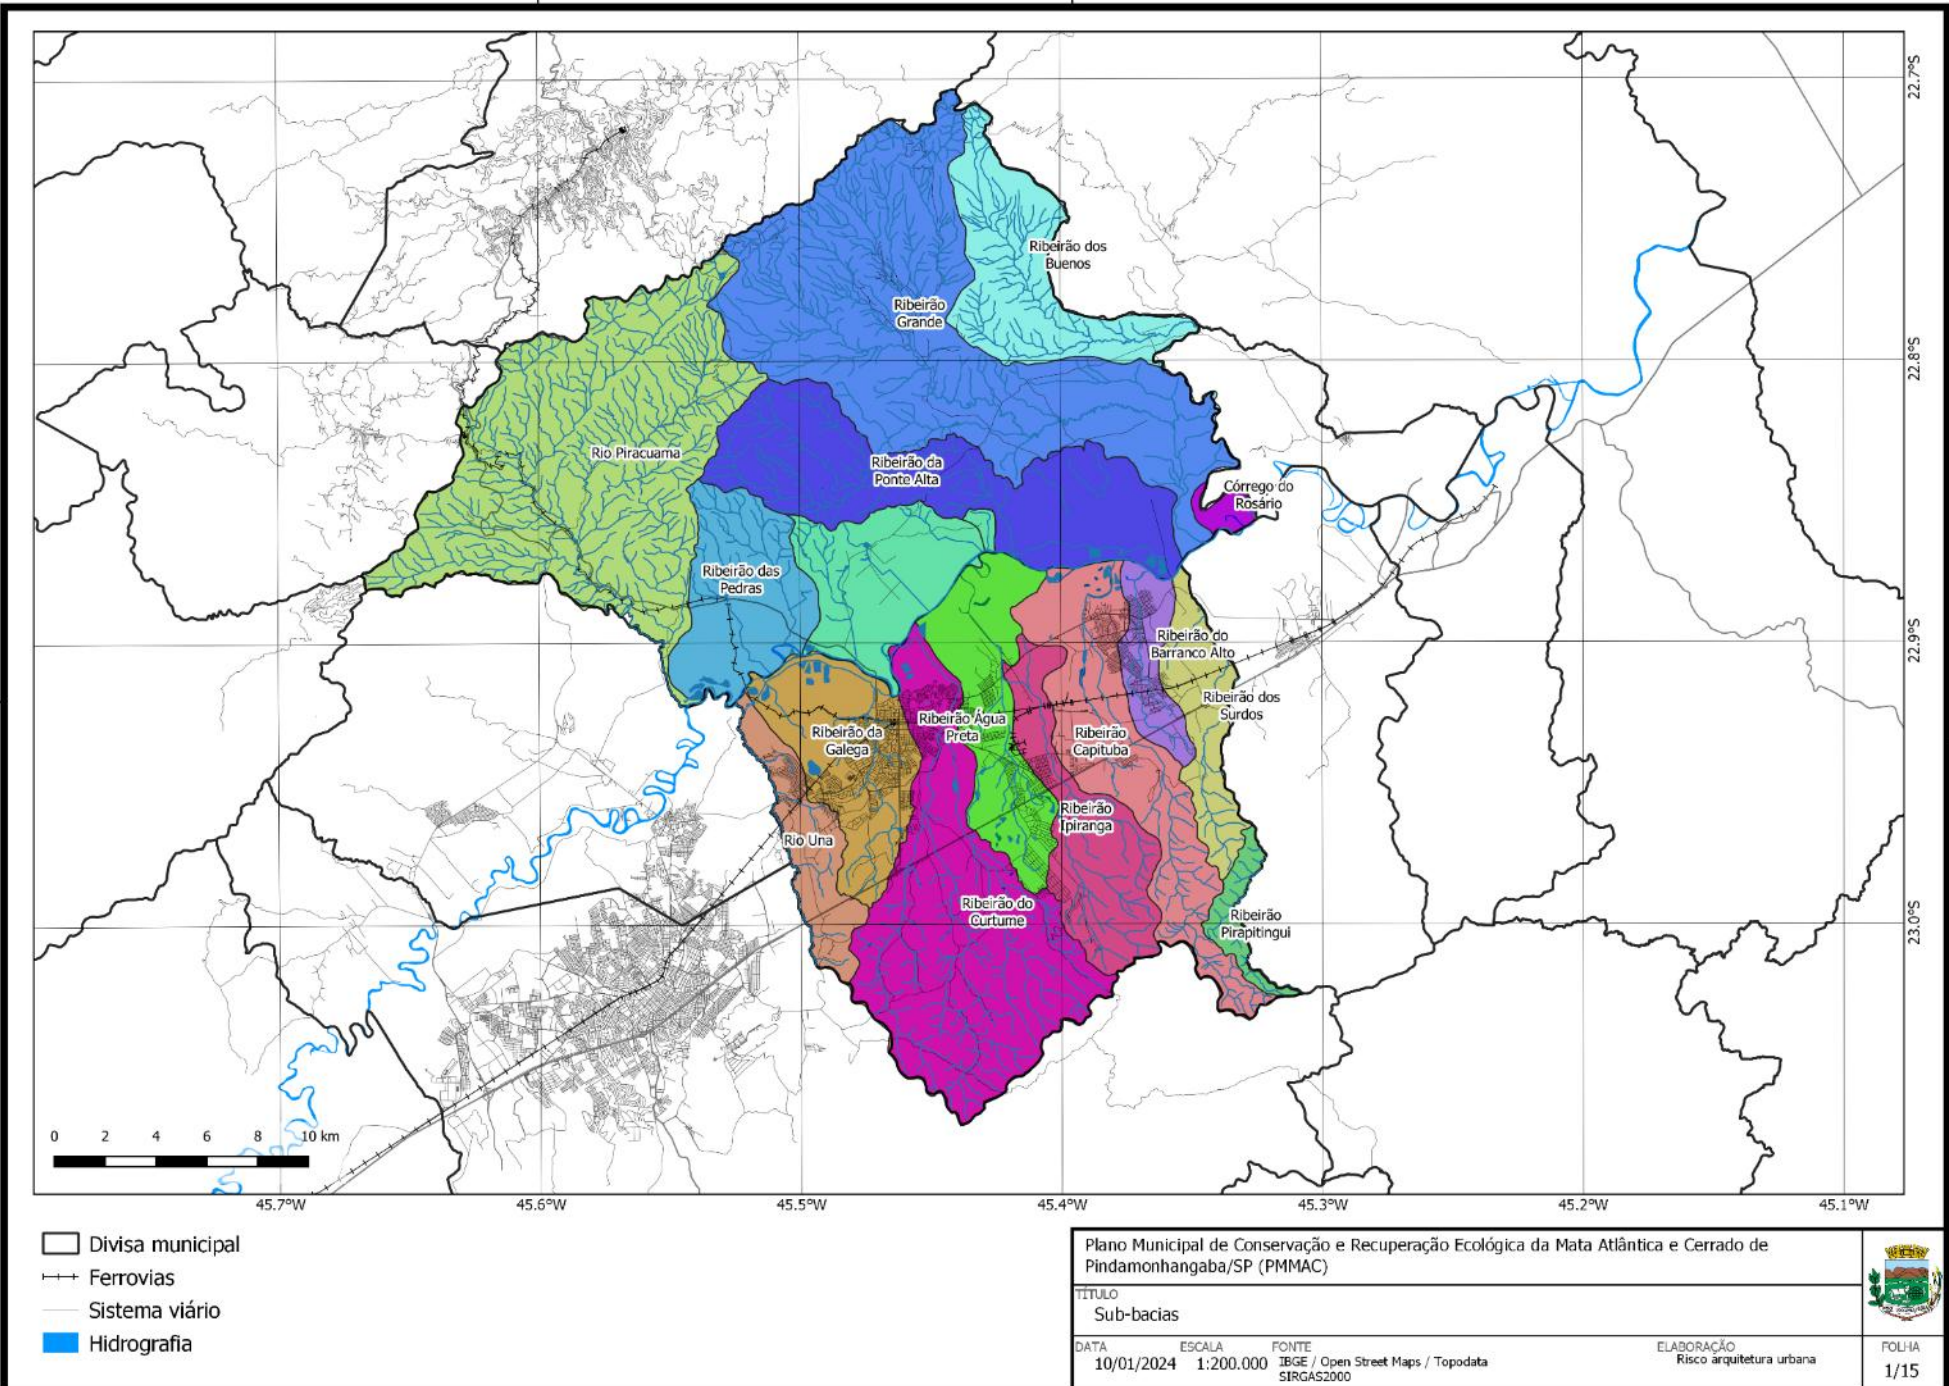 22.7°S
Ribeirão dos
Buenos
Ribeirão
Grande
22.8°S
Rio Piracuama
Ribeirão da
Ponte Alta
Córrego do
Rosário
Ribeirão das
Pedras
22.9°S
Ribeirão do
Barranco Alto
Ribeirão dos
Surdos
Ribeirão Água
Preta
Ribeirão da
Galega
Ribeirão
Capituba
Ribeirão
Ipiranga
Rio Una
Ribeirão do
Curtume
Ribeirão
Pirapitingui
23.0°S
0 2 4 6 8 10 km
45.7°W 45.6°W 45.5°W 45.4°W 45.3°W 45.2°W 45.1°W
Divisa municipal
Ferrovias
Sistema viário
Hidrografia
Plano Municipal de Conservação e Recuperação Ecológica da Mata Atlântica e Cerrado de
Pindamonhangaba/SP (PMMAC)
TÍTULO
Sub-bacias
DATA
10/01/2024
ESCALA
1:200.000
FONTE
IBGE / Open Street Maps / Topodata
SIRGAS2000
ELABORAÇÃO
Risco arquitetura urbana
FOLHA
1/15